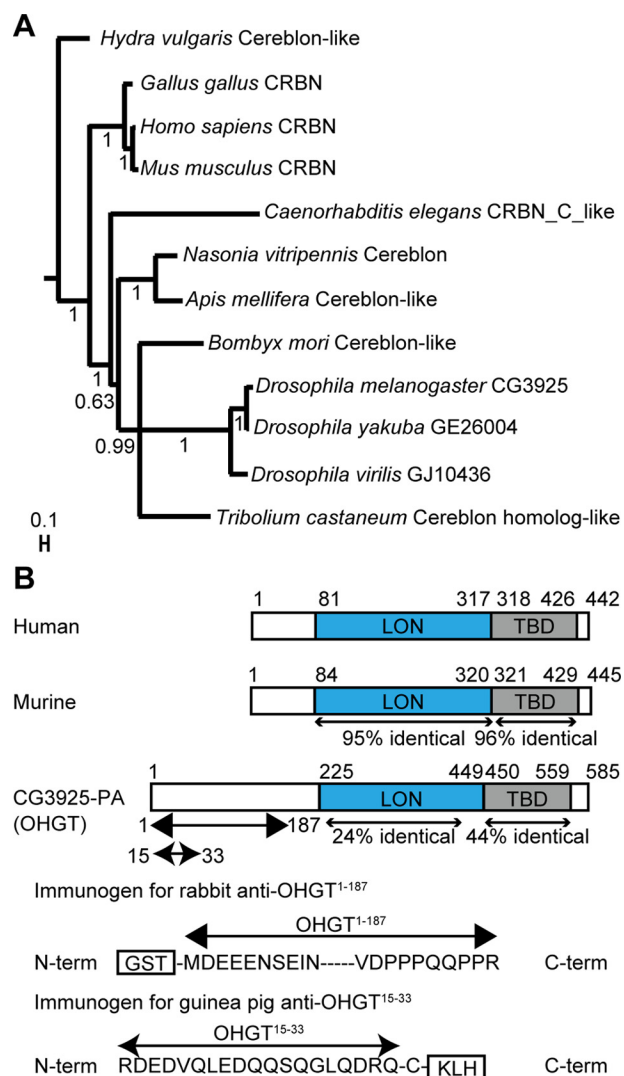 A
Hydra vulgaris Cereblon-like
Gallus gallus CRBN
Homo sapiens CRBN
1
1
Mus musculus CRBN
Caenorhabditis elegans CRBN_C_like
Nasonia vitripennis Cereblon
1
Apis mellifera Cereblon-like
1
Bombyx mori Cereblon-like
1
Drosophila melanogaster CG3925
0.63
1
Drosophila yakuba GE26004
0.99
1
Drosophila virilis GJ10436
0.1
Tribolium castaneum Cereblon homolog-like
B
1 81 317 318 426 442
Human LON TBD
1 84 320 321 429 445
Murine LON TBD
95% identical 96% identical
1 225 449 450 559 585
CG3925-PA LON TBD
(OHGT)
1 187 24% identical 44% identical
15 33
Immunogen for rabbit anti-OHGT1-187
OHGT1-187
N-term GST -MDEEENSEIN-----VDPPPQQPPR C-term
Immunogen for guinea pig anti-OHGT15-33
OHGT15-33
N-term RDEDVQLEDQQSQGLQDRQ-C- KLH C-term